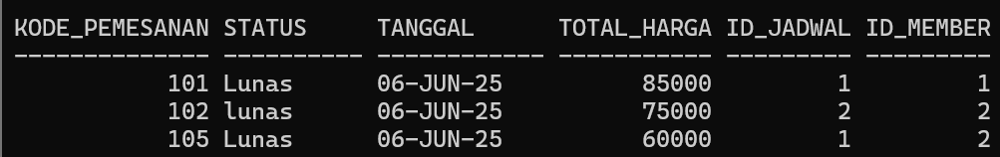 KODE_PEMESANAN STATUS     TANGGAL      TOTAL_HARGA ID_JADWAL ID_MEMBER
-------------- ---------- ------------ ----------- --------- ---------
           101 Lunas      06-JUN-25          85000         1         1
           102 lunas      06-JUN-25          75000         2         2
           105 Lunas      06-JUN-25          60000         1         2